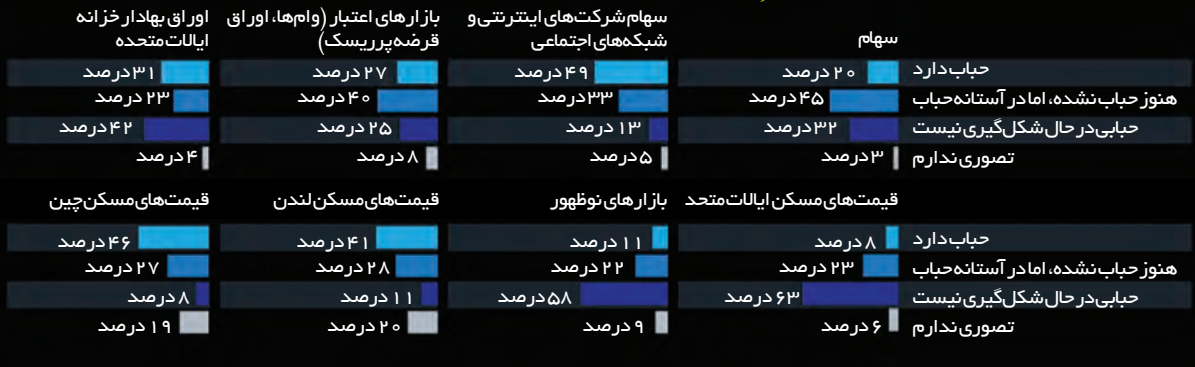 سهام
سهام شرکت‌های اینترنتی و
شبکه‌های اجتماعی
بازارهای اعتبار (وام‌ها، اوراق
قرضه پرریسک)
اوراق بهادار خزانه
ایالات متحده
حباب دارد ۲۰ درصد ۴۹ درصد ۲۷ درصد ۳۱ درصد
هنوز حباب نشده، اما در آستانه حباب ۴۵ درصد ۳۳ درصد ۴۰ درصد ۲۳ درصد
حبابی در حال شکل‌گیری نیست ۳۲ درصد ۱۳ درصد ۲۵ درصد ۴۲ درصد
تصوری ندارم ۳ درصد ۵ درصد ۸ درصد ۴ درصد
قیمت‌های مسکن ایالات متحد بازارهای نوظهور قیمت‌های مسکن لندن قیمت‌های مسکن چین
حباب دارد ۸ درصد ۱۱ درصد ۴۱ درصد ۴۶ درصد
هنوز حباب نشده، اما در آستانه حباب ۲۳ درصد ۲۲ درصد ۲۸ درصد ۲۷ درصد
حبابی در حال شکل‌گیری نیست ۶۳ درصد ۵۸ درصد ۱۱ درصد ۸ درصد
تصوری ندارم ۶ درصد ۹ درصد ۲۰ درصد ۱۹ درصد